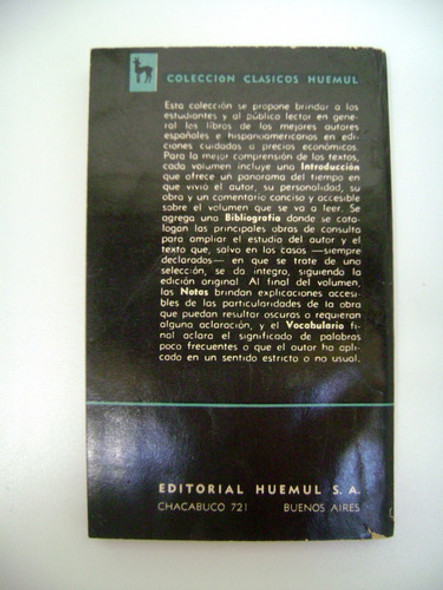 COLECCION CLASICOS HUEMUL
Esta colección se propone brindar a los
estudiantes y al público lector en gene-
ral los libros de los mejores autores
españoles e hispanoamericanos en edi-
ciones cuidadas a precios económicos.
Para la mejor comprensión de los textos,
cada volumen incluye una Introducción
que ofrece un panorama del tiempo en
que vivió el autor, su personalidad, su
obra y un comentario conciso y accesible
sobre el volumen que se va a leer. Se
agrega una Bibliografía donde se cata-
logan las principales obras de consulta
para ampliar el estudio del autor y el
texto que, salvo en los casos —siempre
declarados— en que se trate de una
selección, se da íntegro, siguiendo la
edición original. Al final del volumen,
las Notas brindan explicaciones accesi-
bles de las particularidades de la obra
que puedan resultar oscuras o requieran
alguna aclaración, y el Vocabulario fi-
nal aclara el significado de palabras
poco frecuentes o que el autor ha apli-
cado en un sentido estricto o no usual.
EDITORIAL HUEMUL S. A.
CHACABUCO 721 BUENOS AIRES